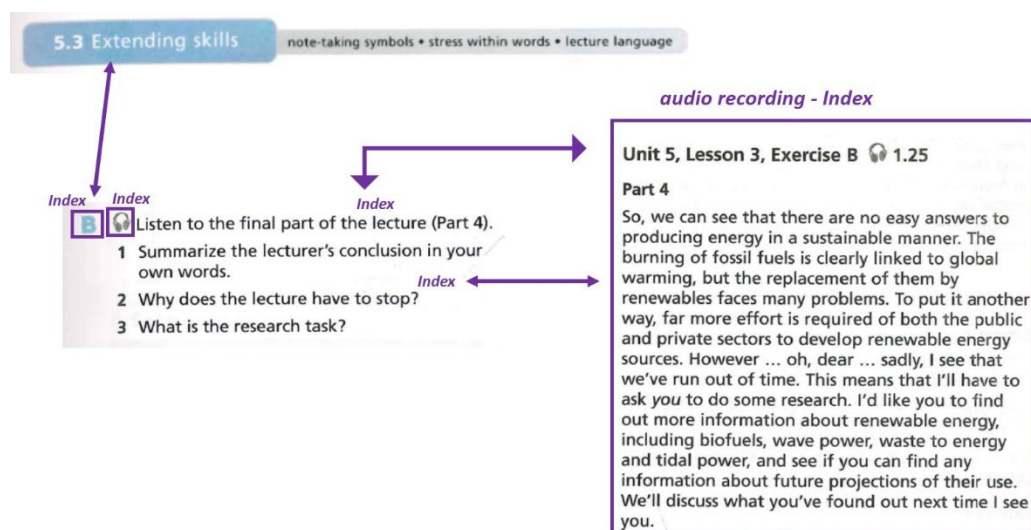 5.3 Extending skills
note-taking symbols • stress within words • lecture language
audio recording - Index
Index
Index
Index
B Listen to the final part of the lecture (Part 4).
1 Summarize the lecturer's conclusion in your
own words.
Index
2 Why does the lecture have to stop?
3 What is the research task?
Unit 5, Lesson 3, Exercise B 1.25
Part 4
So, we can see that there are no easy answers to
producing energy in a sustainable manner. The
burning of fossil fuels is clearly linked to global
warming, but the replacement of them by
renewables faces many problems. To put it another
way, far more effort is required of both the public
and private sectors to develop renewable energy
sources. However ... oh, dear ... sadly, I see that
we've run out of time. This means that I'll have to
ask you to do some research. I'd like you to find
out more information about renewable energy,
including biofuels, wave power, waste to energy
and tidal power, and see if you can find any
information about future projections of their use.
We'll discuss what you've found out next time I see
you.